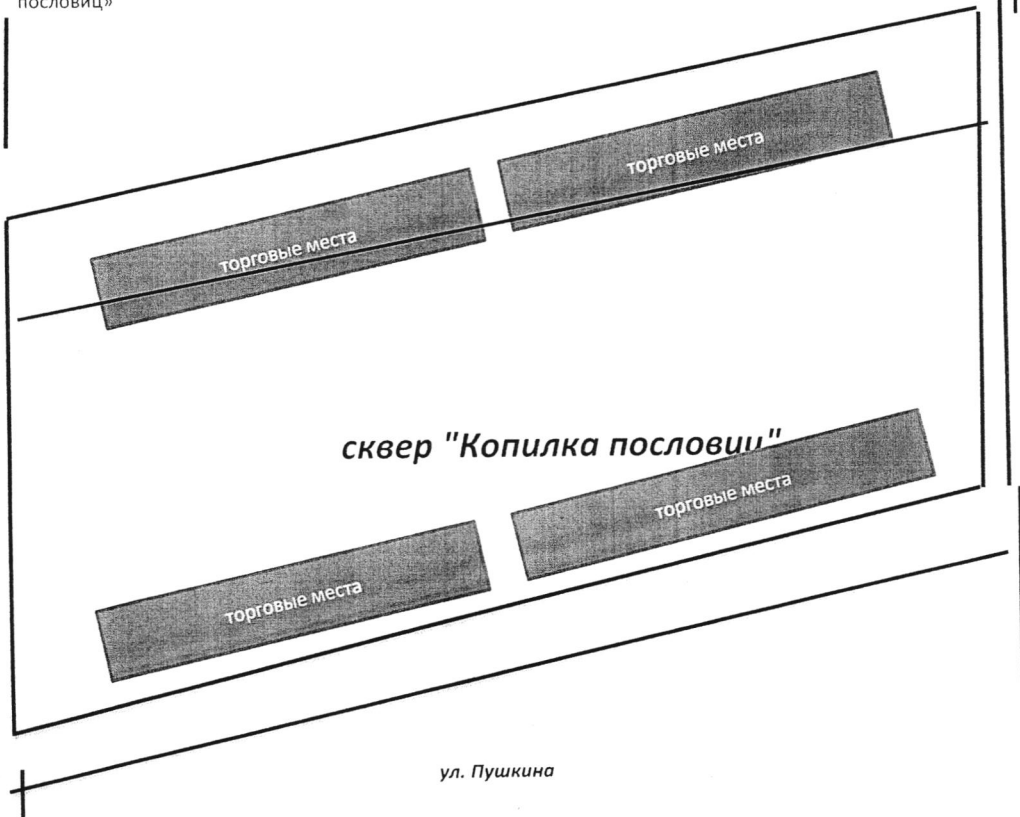 пословиц»
торговые места
торговые места
сквер "Копилка пословиц"
торговые места
торговые места
ул. Пушкина